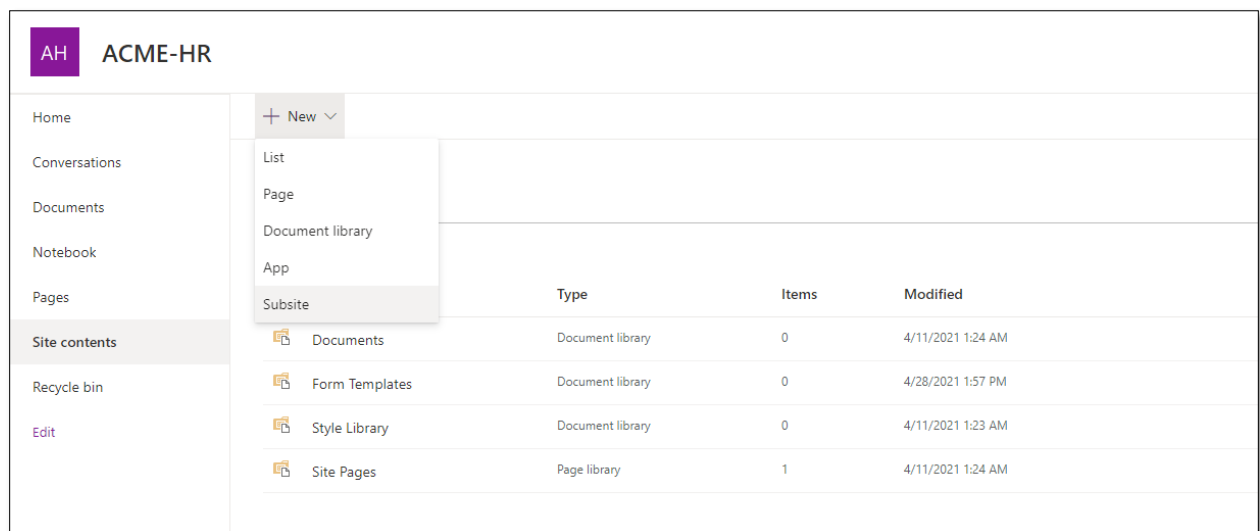 AH ACME-HR
Home
Conversations
Documents
Notebook
Pages
Site contents
Recycle bin
Edit
New
List
Page
Document library
App
Subsite
Type Items Modified
Documents Document library 0 4/11/2021 1:24 AM
Form Templates Document library 0 4/28/2021 1:57 PM
Style Library Document library 0 4/11/2021 1:23 AM
Site Pages Page library 1 4/11/2021 1:24 AM